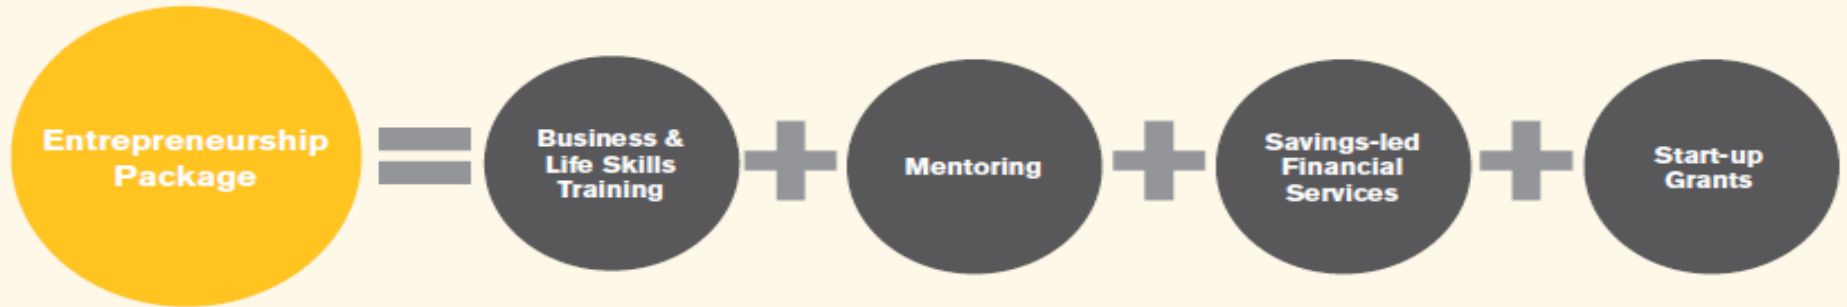 Entrepreneurship
Package
Business &
Life Skills
Training
Mentoring
Savings-led
Financial
Services
Start-up
Grants